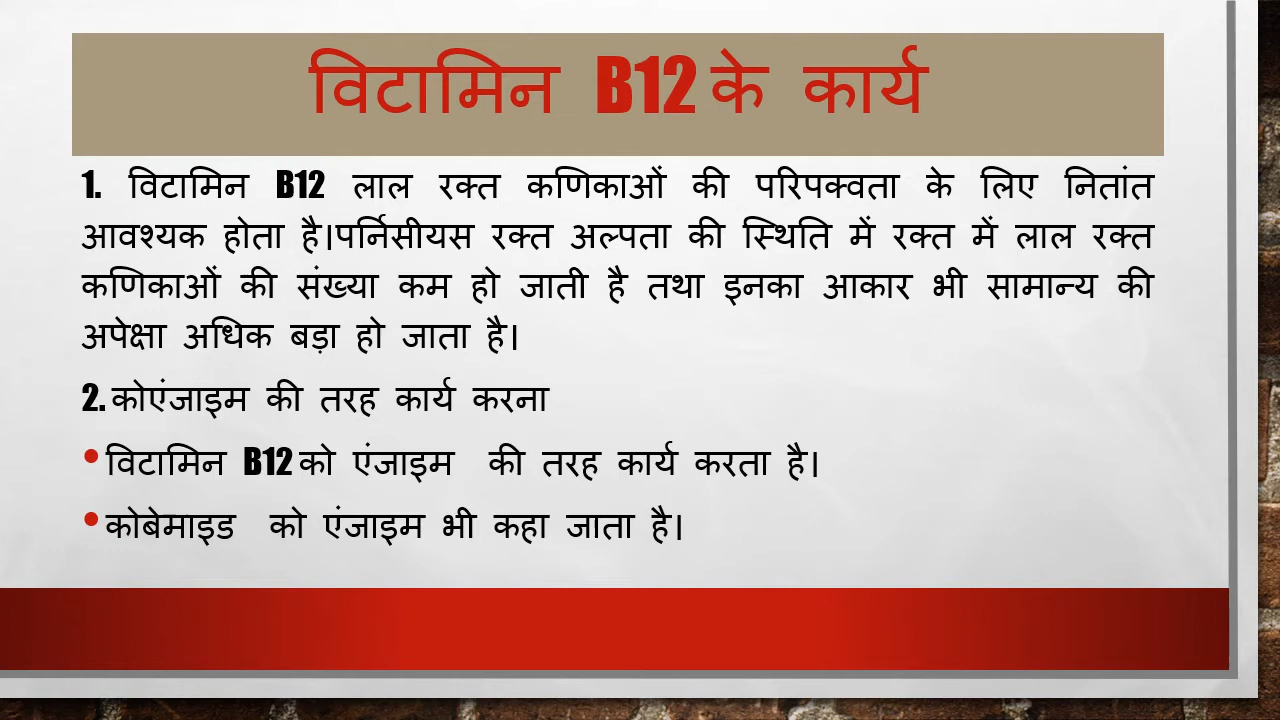 विटामिन B12 के कार्य
1. विटामिन B12 लाल रक्त कणिकाओं की परिपक्वता के लिए नितांत
आवश्यक होता है।पर्निसीयस रक्त अल्पता की स्थिति में रक्त में लाल रक्त
कणिकाओं की संख्या कम हो जाती है तथा इनका आकार भी सामान्य की
अपेक्षा अधिक बड़ा हो जाता है।
2. कोएंजाइम की तरह कार्य करना
• विटामिन B12 को एंजाइम की तरह कार्य करता है।
• कोबेमाइड को एंजाइम भी कहा जाता है।